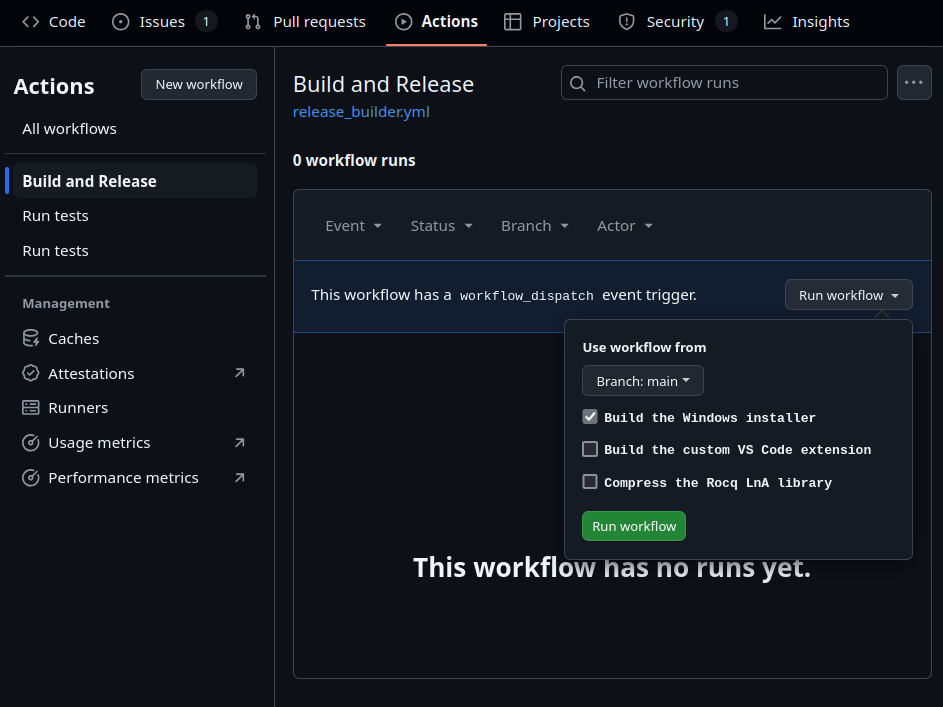 Code Issues 1 Pull requests Actions Projects Security 1 Insights
Actions New workflow
All workflows
Build and Release
Run tests
Run tests
Management
Caches
Attestations
Runners
Usage metrics
Performance metrics
Build and Release
release_builder.yml
Filter workflow runs
0 workflow runs
Event Status Branch Actor
This workflow has a workflow_dispatch event trigger.
Run workflow
Use workflow from
Branch: main
Build the Windows installer
Build the custom VS Code extension
Compress the Rocq LnA library
Run workflow
This workflow has no runs yet.